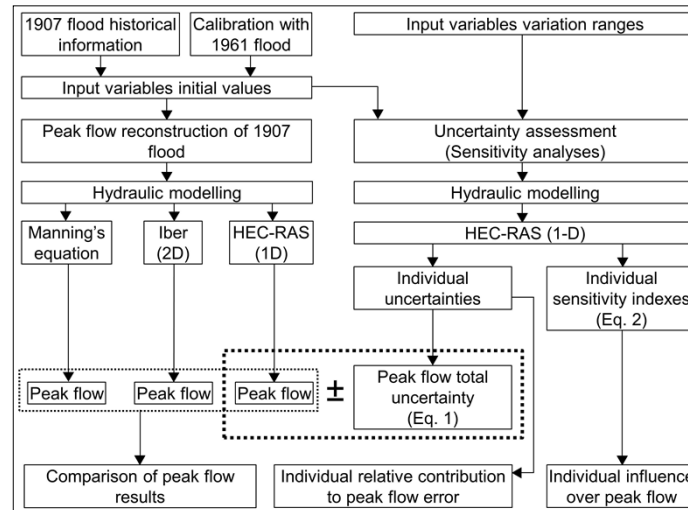 1907 flood historical
information
Calibration with
1961 flood
Input variables variation ranges
Input variables initial values
Peak flow reconstruction of 1907
flood
Uncertainty assessment
(Sensitivity analyses)
Hydraulic modelling
Hydraulic modelling
Manning's
equation
Iber
(2D)
HEC-RAS
(1D)
HEC-RAS (1-D)
Individual
uncertainties
Individual
sensitivity indexes
(Eq. 2)
Peak flow
Peak flow
Peak flow
±
Peak flow total
uncertainty
(Eq. 1)
Comparison of peak flow
results
Individual relative contribution
to peak flow error
Individual influence
over peak flow